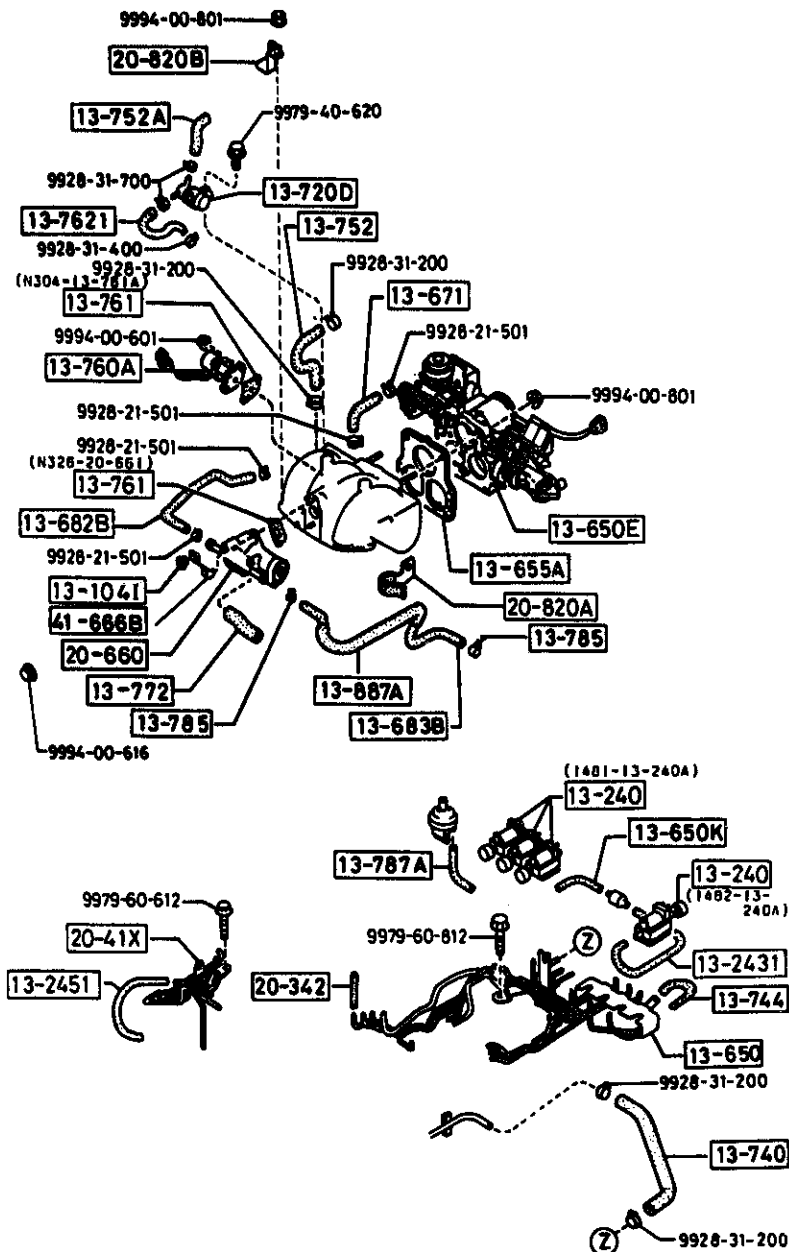 9994-00-801
20-820B
13-752A
9979-40-620
9928-31-700
13-720D
13-7621
13-752
9928-31-400
9928-31-200
9928-31-200
(N304-13-761A)
13-761
13-671
9994-00-601
9928-21-501
13-760A
9994-00-801
9928-21-501
9928-21-501
(N326-20-661)
13-761
13-682B
13-650E
9928-21-501
13-655A
13-1041
20-820A
41-666B
20-660
13-785
13-772
13-887A
13-785
13-683B
9994-00-616
(1481-13-240A)
13-240
13-650K
13-787A
13-240
(1482-13-
240A)
9979-60-612
20-41X
9979-60-812
Z
13-2431
13-2451
20-342
13-744
13-650
9928-31-200
13-740
Z
9928-31-200